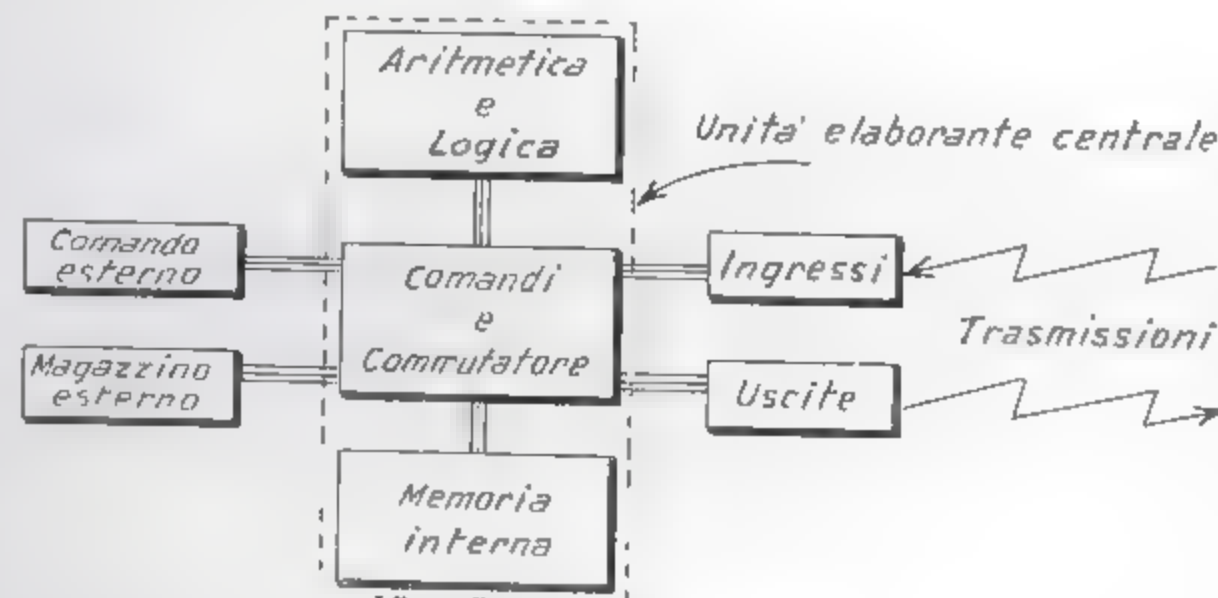 Aritmetica
e
Logica
Unita' elaborante centrale
Comando
esterno
Comandi
e
Commutatore
Ingressi
Trasmissioni
Magazzino
esterno
Uscite
Memoria
interna